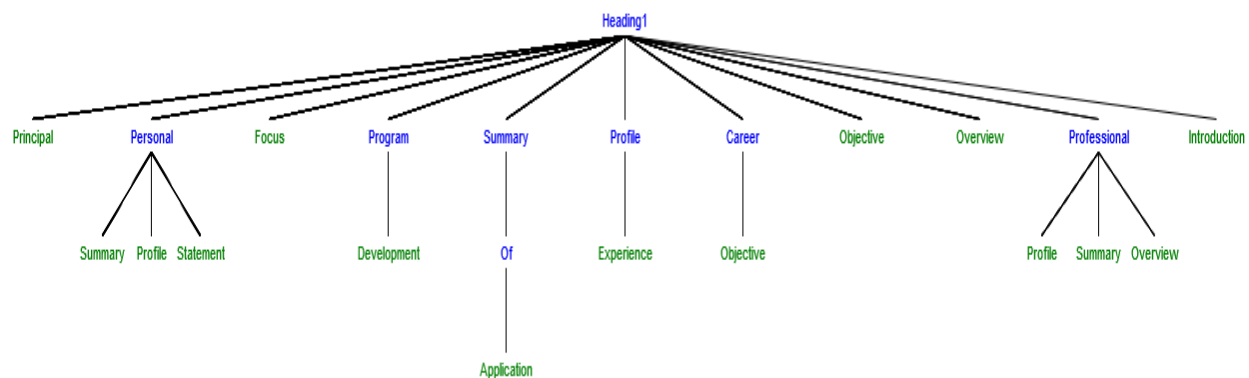 Heading1
Principal Personal Focus Program Summary Profile Career Objective Overview Professional Introduction
Summary Profile Statement Development Of Experience Objective Profile Summary Overview
Application